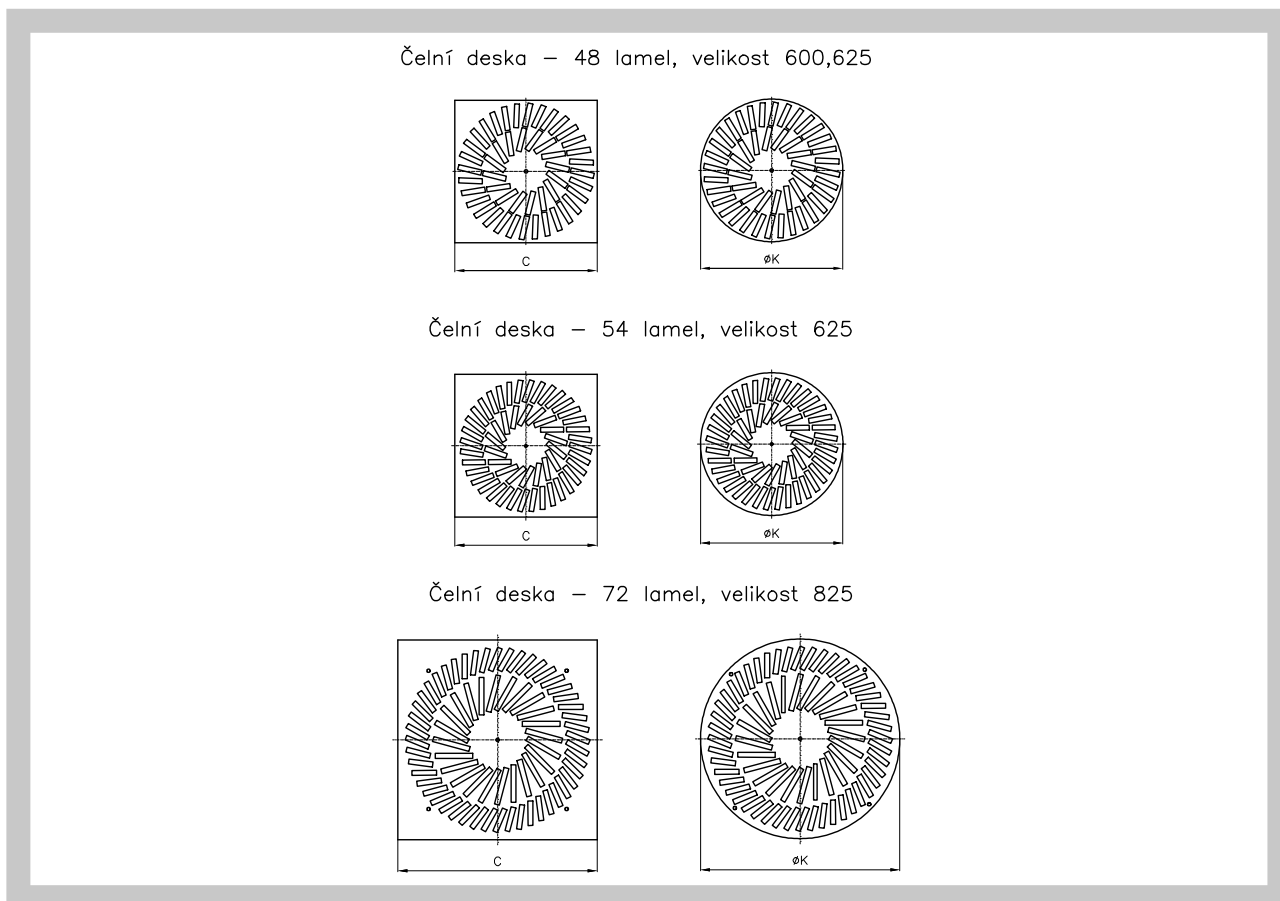 Čelní deska – 48 lamel, velikost 600,625
C
øK
Čelní deska – 54 lamel, velikost 625
C
øK
Čelní deska – 72 lamel, velikost 825
C
øK